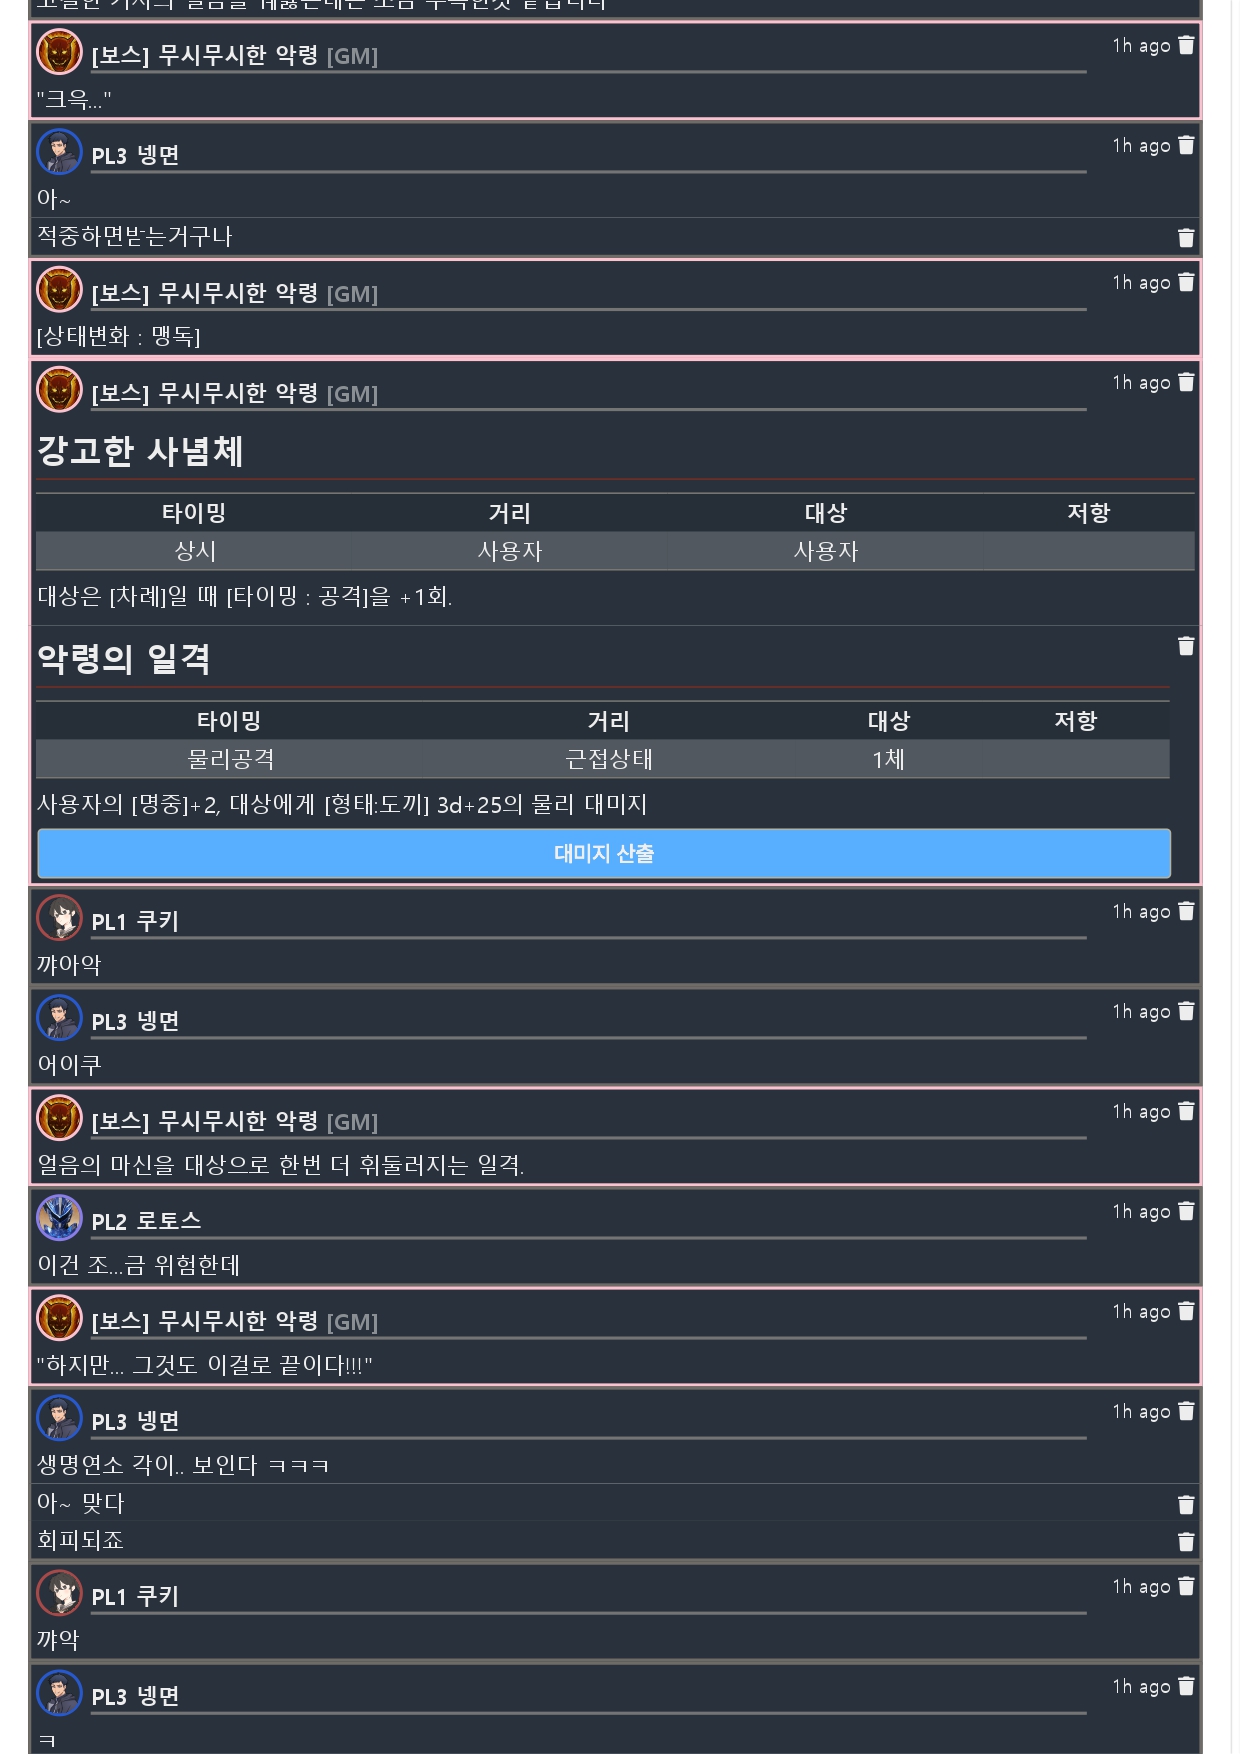 [보스] 무시무시한 악령 [GM]
1h ago
"크윽..."
PL3 넹면
1h ago
아~
적중하면받는거구나
[보스] 무시무시한 악령 [GM]
1h ago
[상태변화 : 맹독]
[보스] 무시무시한 악령 [GM]
1h ago
강고한 사념체
타이밍 거리 대상 저항
상시 사용자 사용자
대상은 [차례]일 때 [타이밍 : 공격]을 +1회.
악령의 일격
타이밍 거리 대상 저항
물리공격 근접상태 1체
사용자의 [명중]+2, 대상에게 [형태:도끼] 3d+25의 물리 대미지
대미지 산출
PL1 쿠키
1h ago
꺄아악
PL3 넹면
1h ago
어이쿠
[보스] 무시무시한 악령 [GM]
1h ago
얼음의 마신을 대상으로 한번 더 휘둘러지는 일격.
PL2 로토스
1h ago
이건 조...금 위험한데
[보스] 무시무시한 악령 [GM]
1h ago
"하지만... 그것도 이걸로 끝이다!!!"
PL3 넹면
1h ago
생명연소 각이.. 보인다 ㅋㅋㅋ
아~ 맞다
회피되죠
PL1 쿠키
1h ago
꺄악
PL3 넹면
1h ago
ㅋ